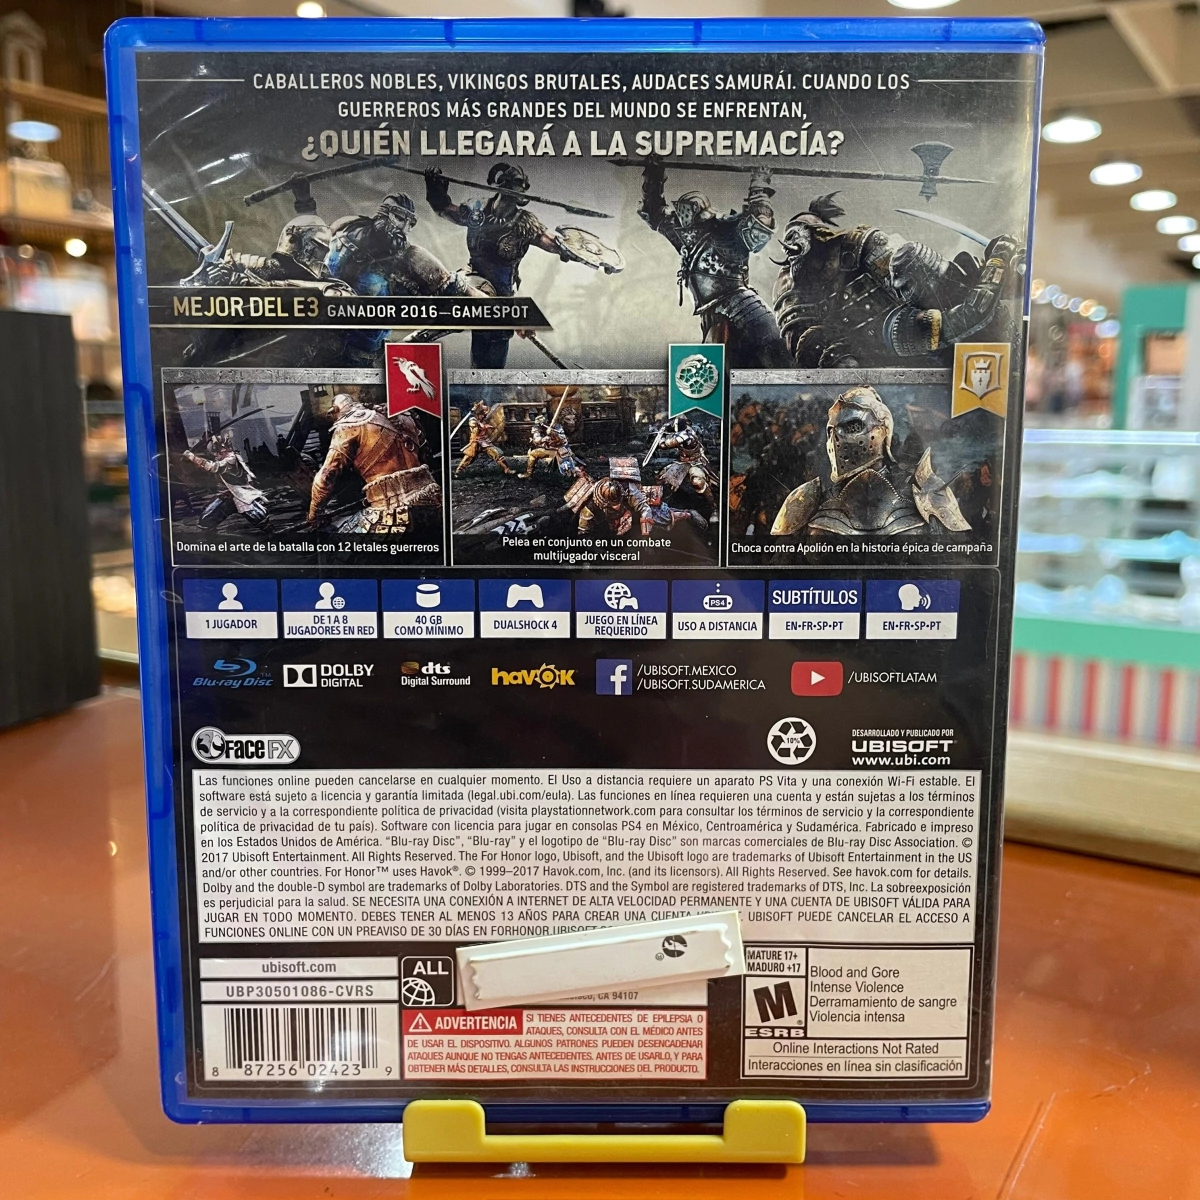 CABALLEROS NOBLES, VIKINGOS BRUTALES, AUDACES SAMURÁI. CUANDO LOS
GUERREROS MÁS GRANDES DEL MUNDO SE ENFRENTAN,
¿QUIÉN LLEGARÁ A LA SUPREMACÍA?
MEJOR DEL E3 GANADOR 2016—GAMESPOT
Domina el arte de la batalla con 12 letales guerreros
Pelea en conjunto en un combate
multijugador visceral
Choca contra Apolión en la historia épica de campaña
1 JUGADOR
DE 1 A 8
JUGADORES EN RED
40 GB
COMO MÍNIMO
DUALSHOCK 4
JUEGO EN LÍNEA
REQUERIDO
PS4
USO A DISTANCIA
SUBTÍTULOS
EN•FR•SP•PT
EN•FR•SP•PT
Blu-ray Disc™
DOLBY
DIGITAL
dts
Digital Surround
havok
/UBISOFT.MEXICO
/UBISOFT.SUDAMERICA
/UBISOFTLATAM
FACEFX
10%
DESARROLLADO Y PUBLICADO POR
UBISOFT
www.ubi.com
Las funciones online pueden cancelarse en cualquier momento. El Uso a distancia requiere un aparato PS Vita y una conexión Wi-Fi estable. El
software está sujeto a licencia y garantía limitada (legal.ubi.com/eula). Las funciones en línea requieren una cuenta y están sujetas a los términos
de servicio y a la correspondiente política de privacidad (visita playstationnetwork.com para consultar los términos de servicio y la correspondiente
política de privacidad de tu país). Software con licencia para jugar en consolas PS4 en México, Centroamérica y Sudamérica. Fabricado e impreso
en los Estados Unidos de América. “Blu-ray Disc”, “Blu-ray” y el logotipo de “Blu-ray Disc” son marcas comerciales de Blu-ray Disc Association. ©
2017 Ubisoft Entertainment. All Rights Reserved. The For Honor logo, Ubisoft, and the Ubisoft logo are trademarks of Ubisoft Entertainment in the US
and/or other countries. For Honor™ uses Havok®. © 1999–2017 Havok.com, Inc. (and its licensors). All Rights Reserved. See havok.com for details.
Dolby and the double-D symbol are trademarks of Dolby Laboratories. DTS and the Symbol are registered trademarks of DTS, Inc. La sobreexposición
es perjudicial para la salud. SE NECESITA UNA CONEXIÓN A INTERNET DE ALTA VELOCIDAD PERMANENTE Y UNA CUENTA DE UBISOFT VÁLIDA PARA
JUGAR EN TODO MOMENTO. DEBES TENER AL MENOS 13 AÑOS PARA CREAR UNA CUENTA UBISOFT PUEDE CANCELAR EL ACCESO A
FUNCIONES ONLINE CON UN PREAVISO DE 30 DÍAS EN FORHONOR.UBISOFT
ubisoft.com
UBP30501086-CVRS
8 87256 02423 9
ALL
CA 94107
ADVERTENCIA SI TIENES ANTECEDENTES DE EPILEPSIA O
ATAQUES, CONSULTA CON EL MÉDICO ANTES
DE USAR EL DISPOSITIVO. ALGUNOS PATRONES PUEDEN DESENCADENAR
ATAQUES AUNQUE NO TENGAS ANTECEDENTES. ANTES DE USARLO, Y PARA
OBTENER MÁS DETALLES, CONSULTA LAS INSTRUCCIONES DEL PRODUCTO.
MATURE 17+
MADURO +17
M
ESRB
Blood and Gore
Intense Violence
Derramamiento de sangre
Violencia intensa
Online Interactions Not Rated
Interacciones en línea sin clasificación